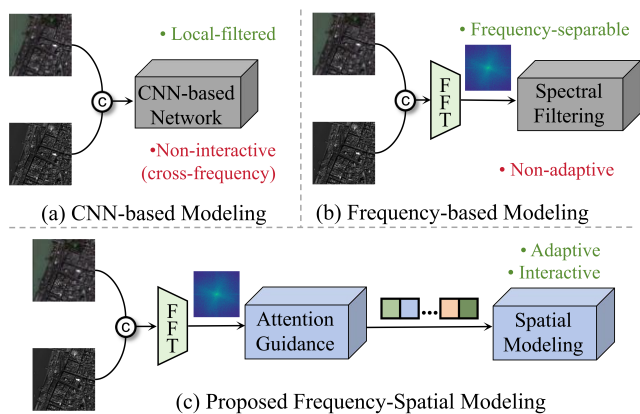 • Local-filtered
C
CNN-based
Network
•Non-interactive
(cross-frequency)
(a) CNN-based Modeling
• Frequency-separable
C
F
F
T
Spectral
Filtering
•Non-adaptive
(b) Frequency-based Modeling
• Adaptive
• Interactive
C
F
F
T
Attention
Guidance
Spatial
Modeling
(c) Proposed Frequency-Spatial Modeling